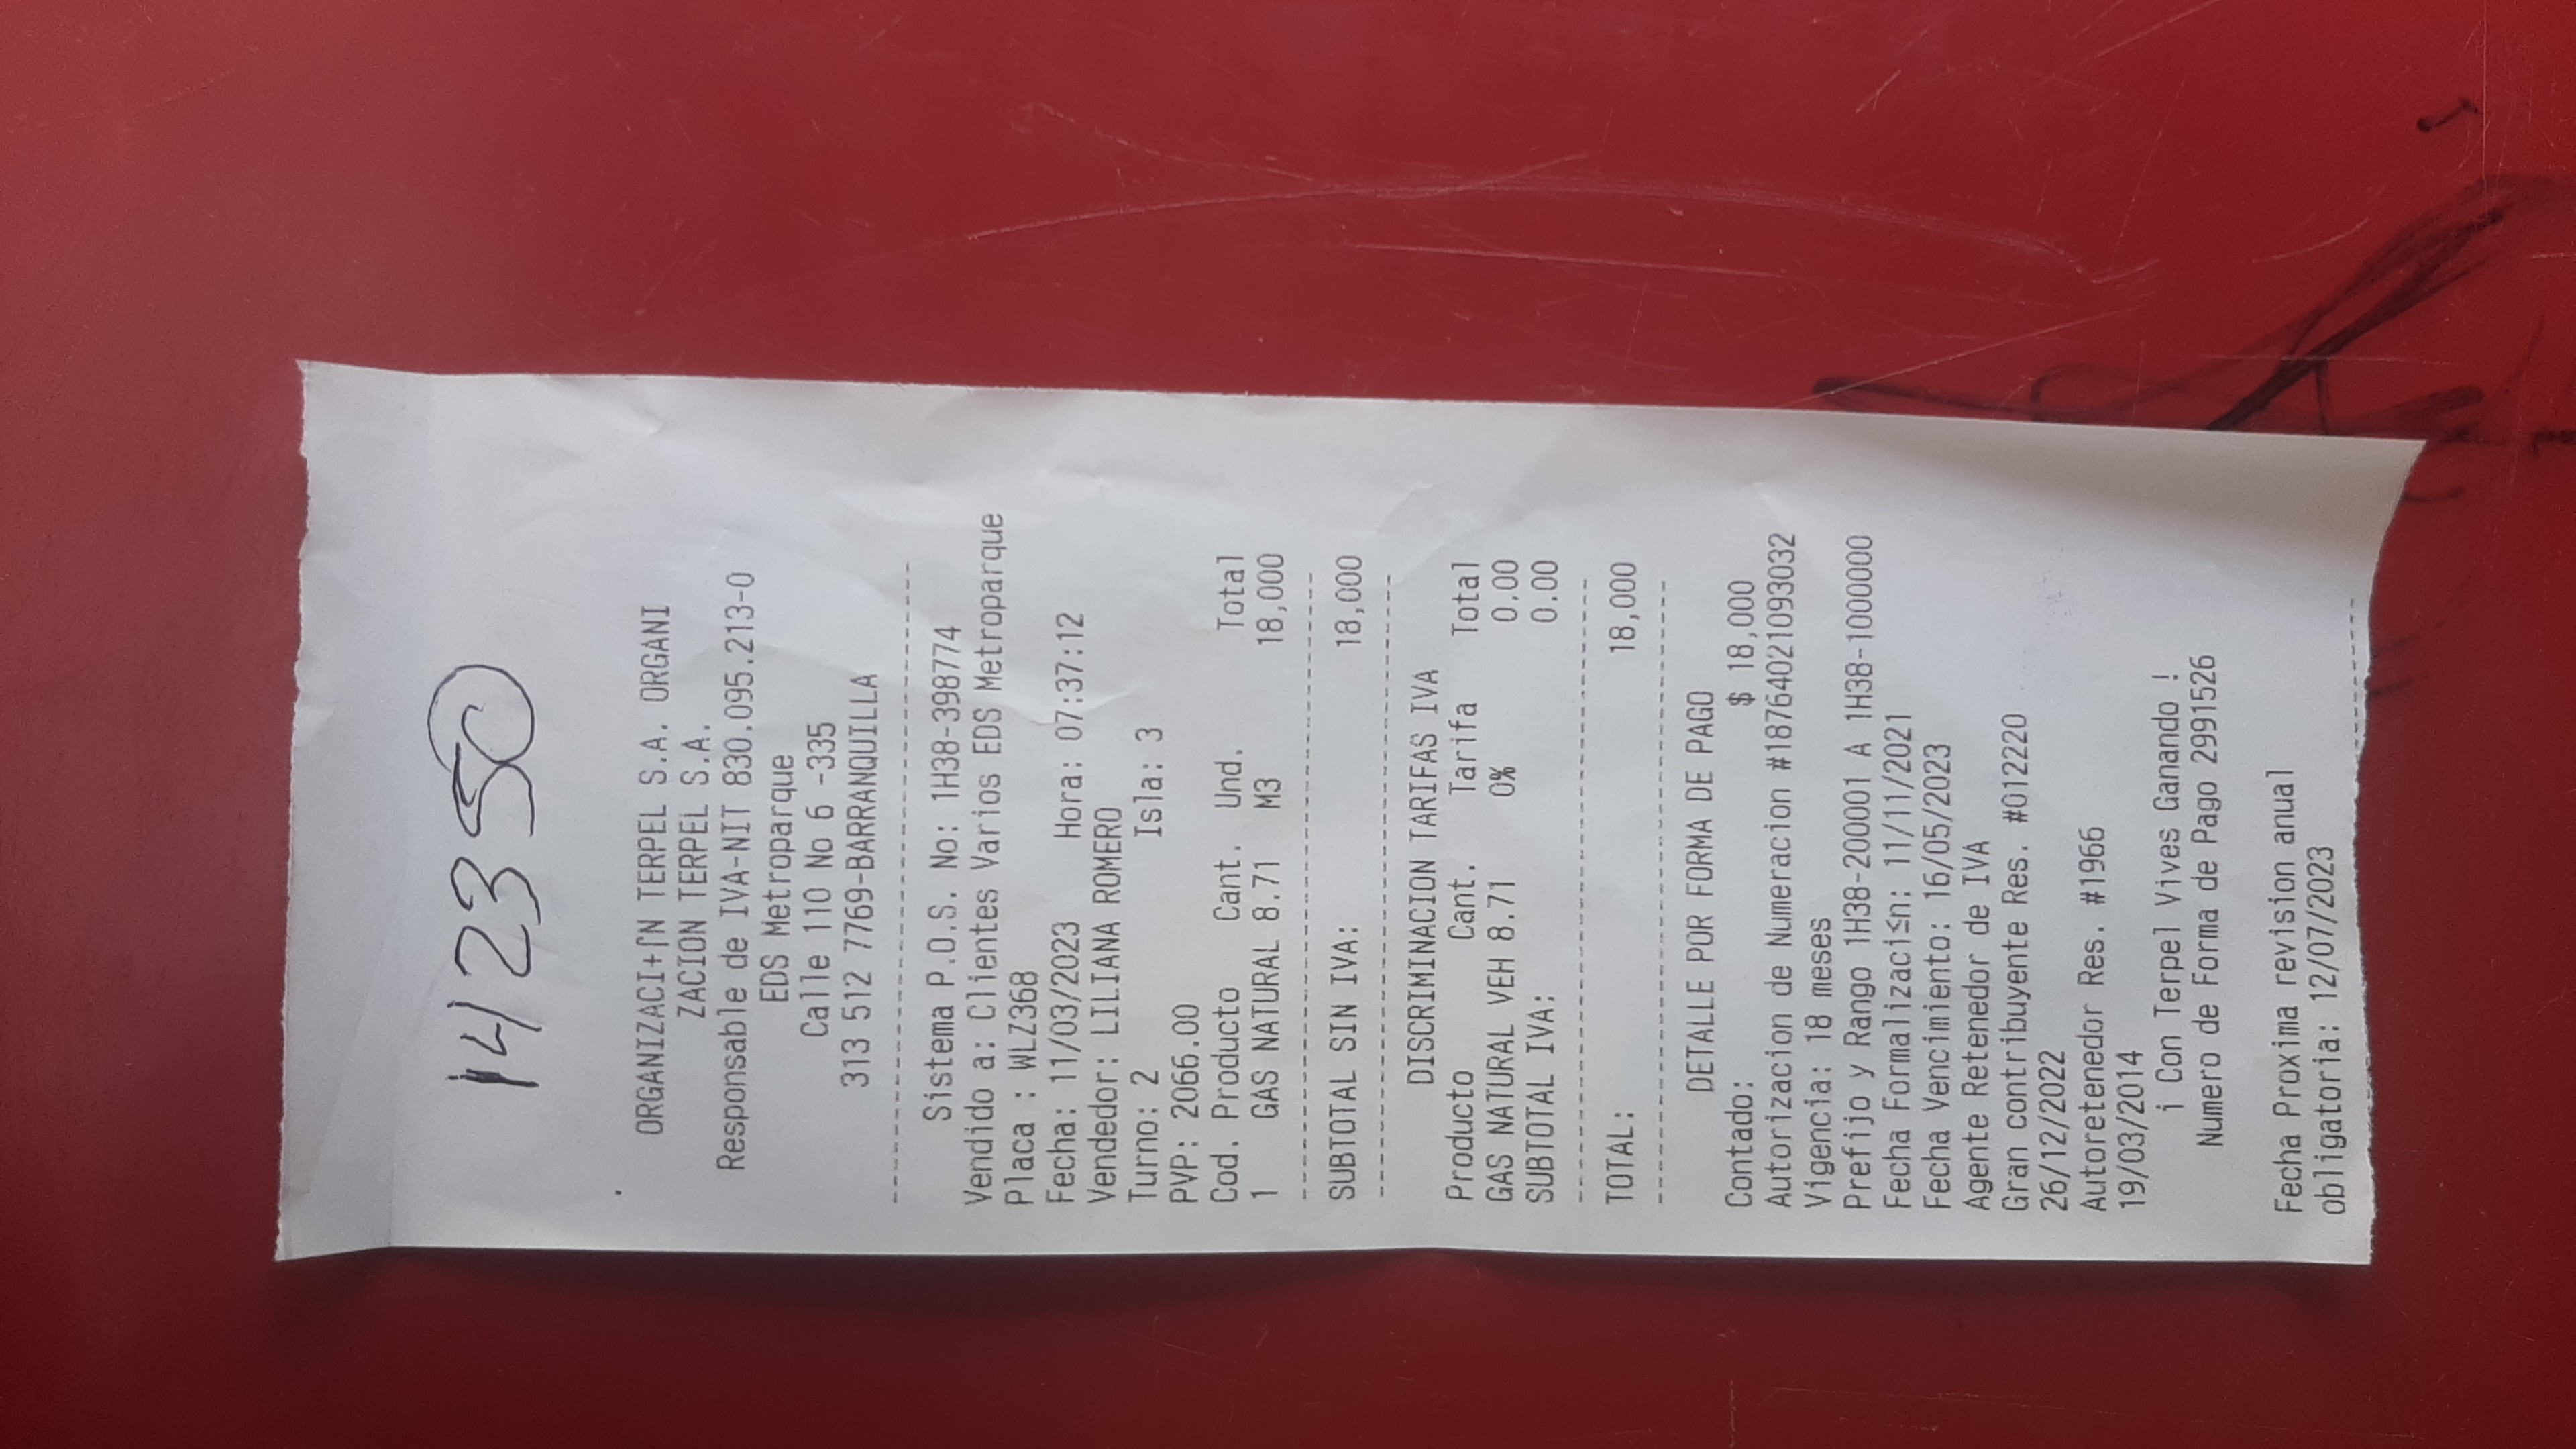 14235O
ORGANIZACI+⌠N TERPEL S.A. ORGANI
ZACION TERPEL S.A.
Responsable de IVA-NIT 830.095.213-0
EDS Metroparque
Calle 110 No 6 -335
313 512 7769-BARRANQUILLA
Sistema P.O.S. No: 1H38-398774
Vendido a: Clientes Varios EDS Metroparque
Placa : WLZ368
Fecha: 11/03/2023 Hora: 07:37:12
Vendedor: LILIANA ROMERO
Turno: 2 Isla: 3
PVP: 2066.00
Cod. Producto Cant. Und. Total
1 GAS NATURAL 8.71 M3 18,000
SUBTOTAL SIN IVA: 18,000
DISCRIMINACION TARIFAS IVA
Producto Cant. Tarifa Total
GAS NATURAL VEH 8.71 0% 0.00
SUBTOTAL IVA: 0.00
TOTAL: 18,000
DETALLE POR FORMA DE PAGO
Contado: $ 18,000
Autorizacion de Numeracion #18764021093032
Vigencia: 18 meses
Prefijo y Rango 1H38-200001 A 1H38-1000000
Fecha Formalizaci≤n: 11/11/2021
Fecha Vencimiento: 16/05/2023
Agente Retenedor de IVA
Gran contribuyente Res. #012220
26/12/2022
Autoretenedor Res. #1966
19/03/2014
¡ Con Terpel Vives Ganando !
Numero de Forma de Pago 2991526
Fecha Proxima revision anual
obligatoria: 12/07/2023